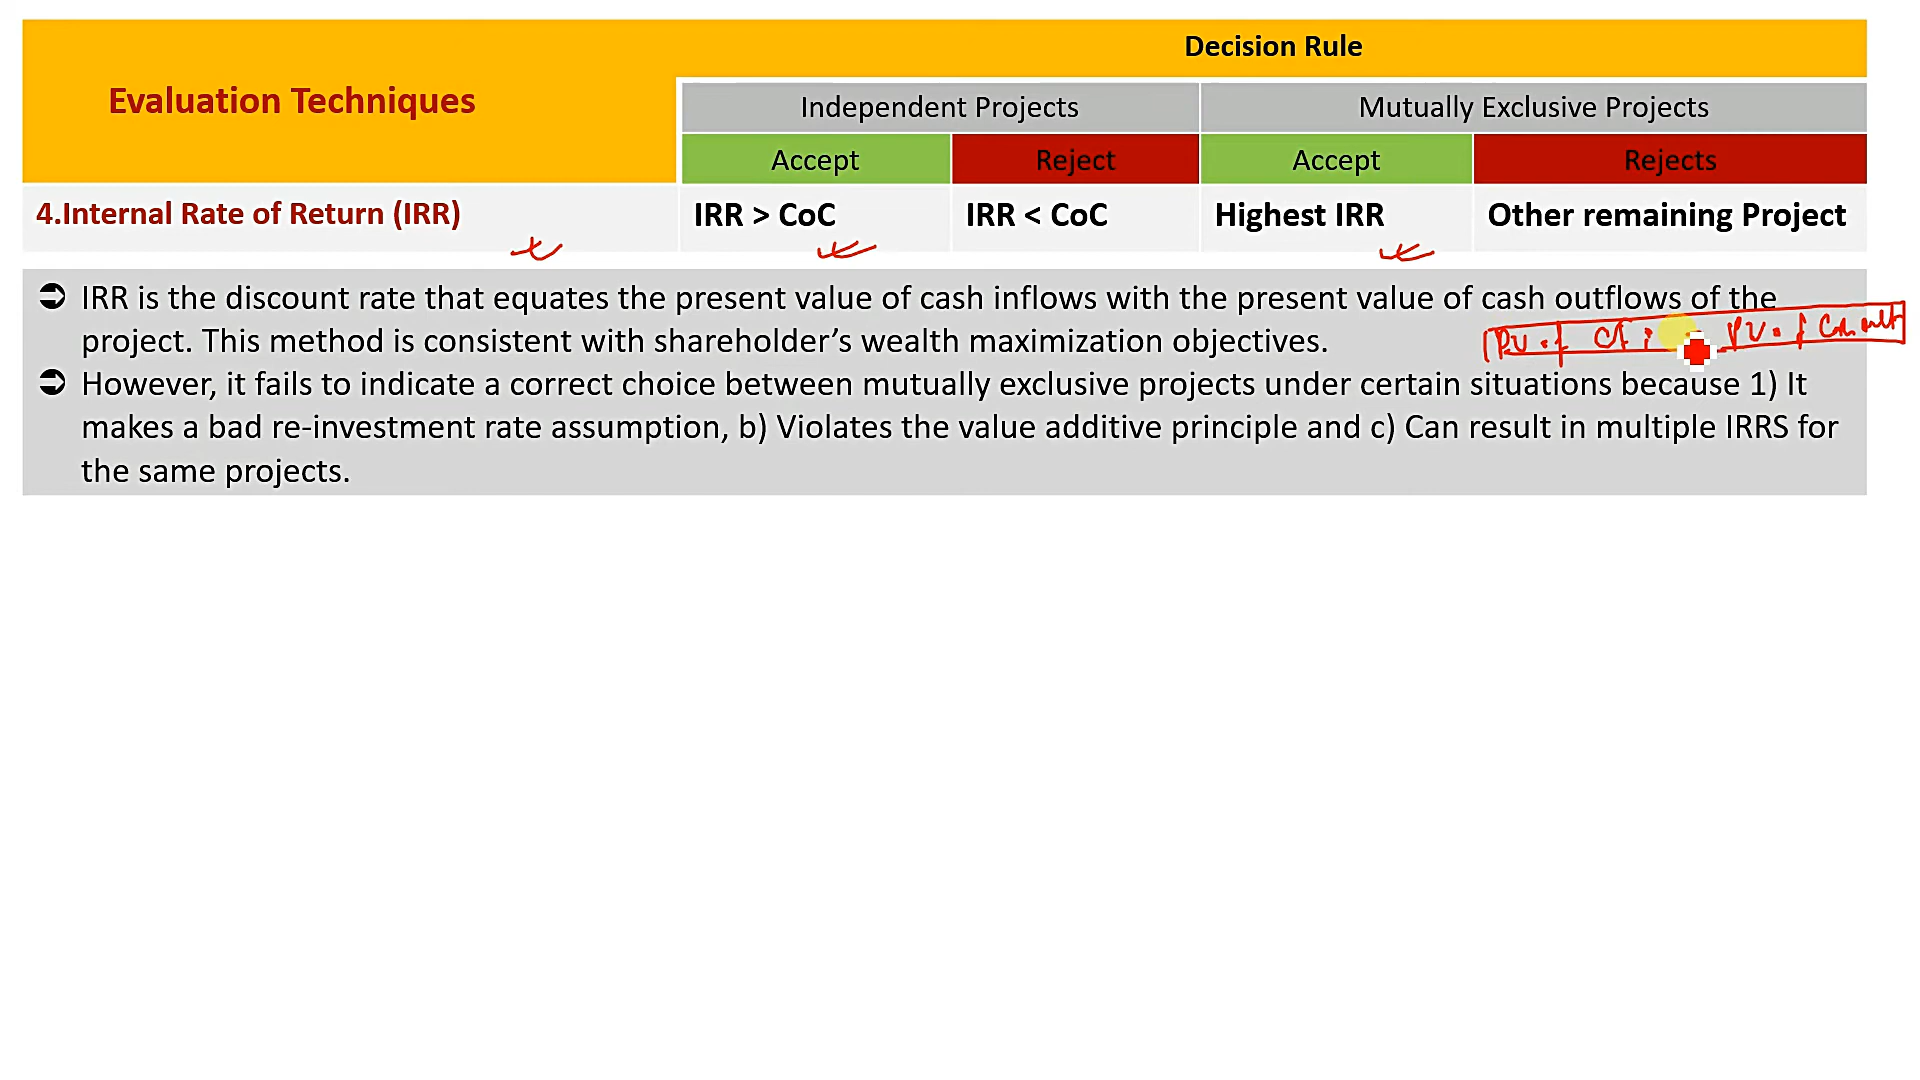 Decision Rule
Evaluation Techniques
Independent Projects Mutually Exclusive Projects
Accept Reject Accept Rejects
4.Internal Rate of Return (IRR) IRR > CoC IRR < CoC Highest IRR Other remaining Project
➲ IRR is the discount rate that equates the present value of cash inflows with the present value of cash outflows of the
project. This method is consistent with shareholder’s wealth maximization objectives.
PV of CF PV of
➲ However, it fails to indicate a correct choice between mutually exclusive projects under certain situations because 1) It
makes a bad re-investment rate assumption, b) Violates the value additive principle and c) Can result in multiple IRRS for
the same projects.